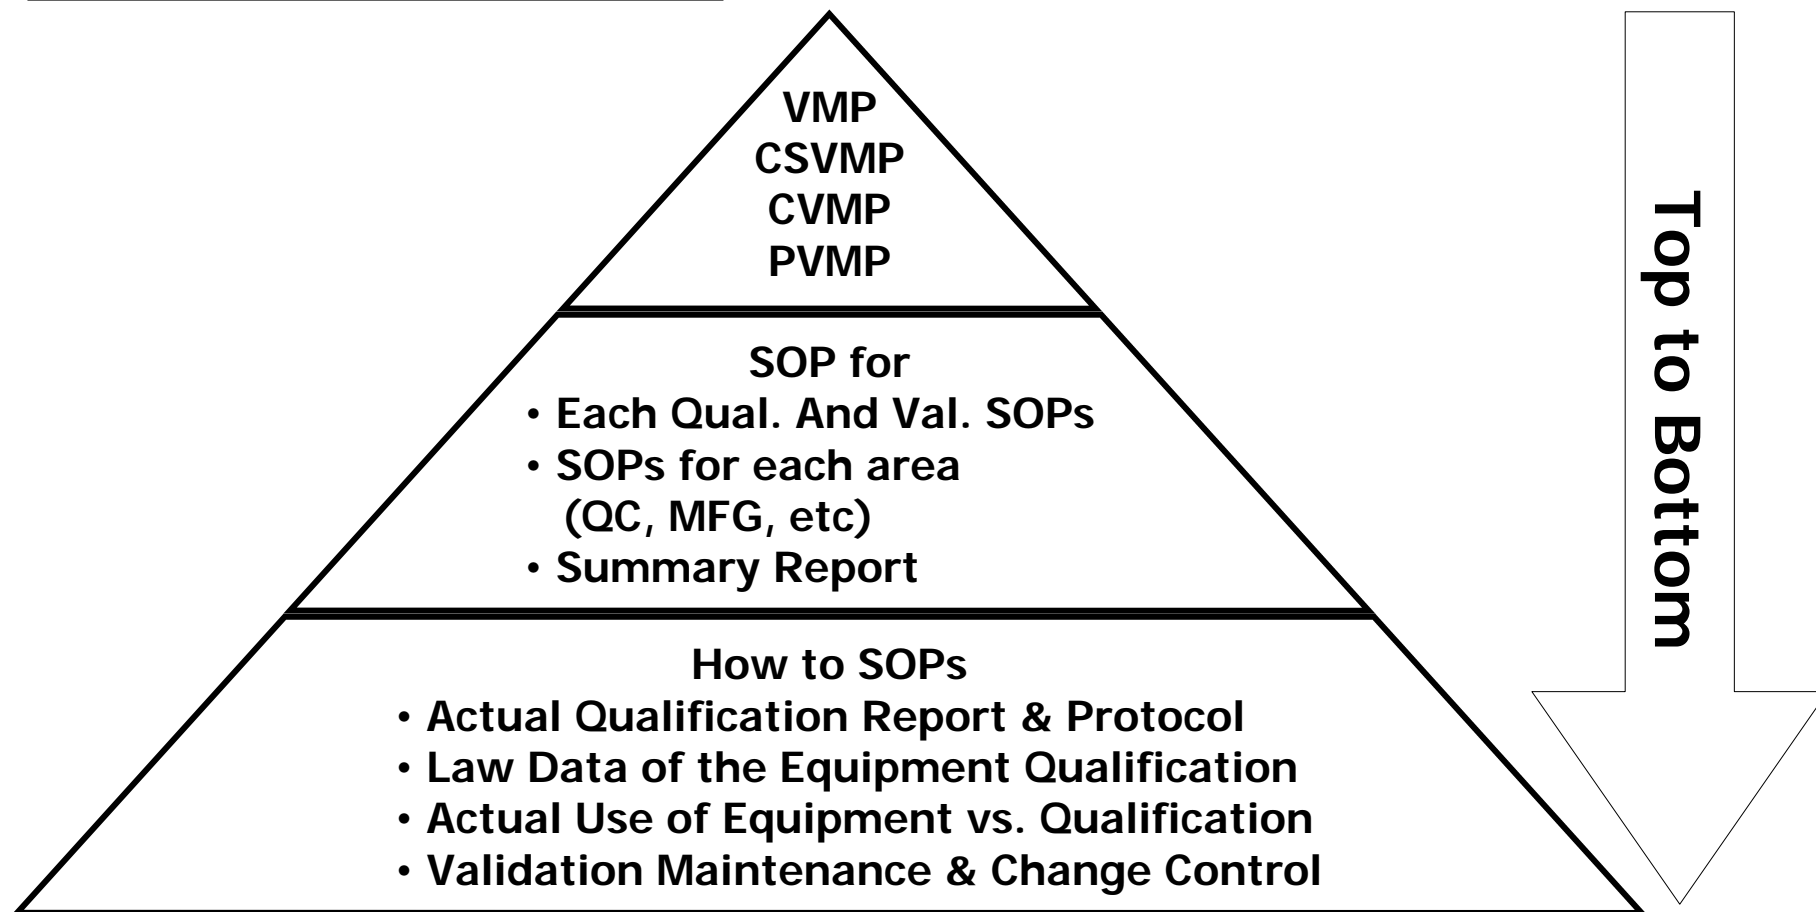 VMP
CSVMP
CVMP
PVMP
SOP for
• Each Qual. And Val. SOPs
• SOPs for each area
(QC, MFG, etc)
• Summary Report
How to SOPs
• Actual Qualification Report & Protocol
• Law Data of the Equipment Qualification
• Actual Use of Equipment vs. Qualification
• Validation Maintenance & Change Control
Top to Bottom